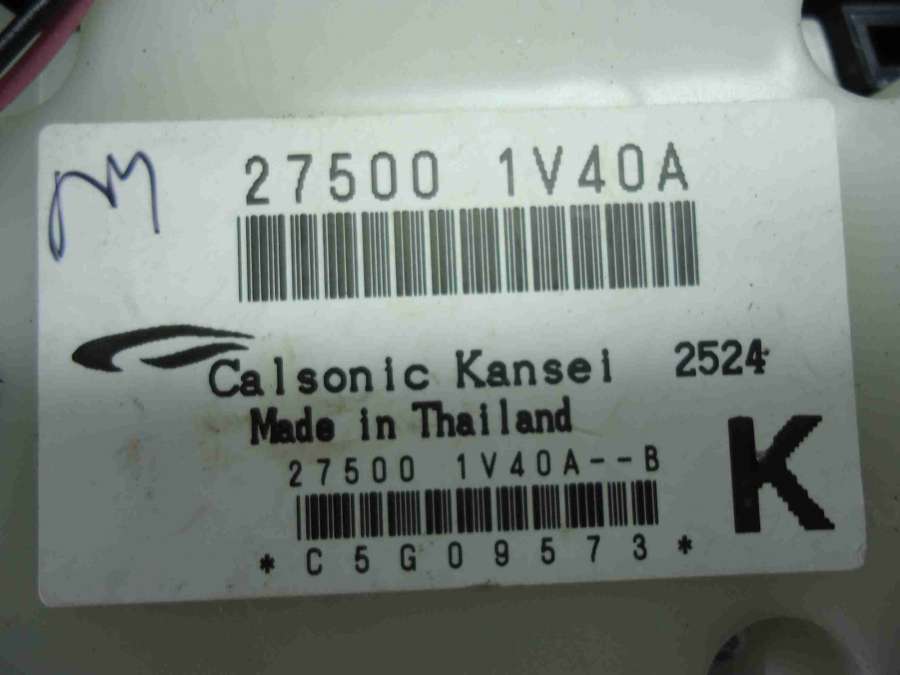 27500 1V40A
Calsonic Kansei 2524
Made in Thailand
27500 1V40A--B
K
*C5G09573*